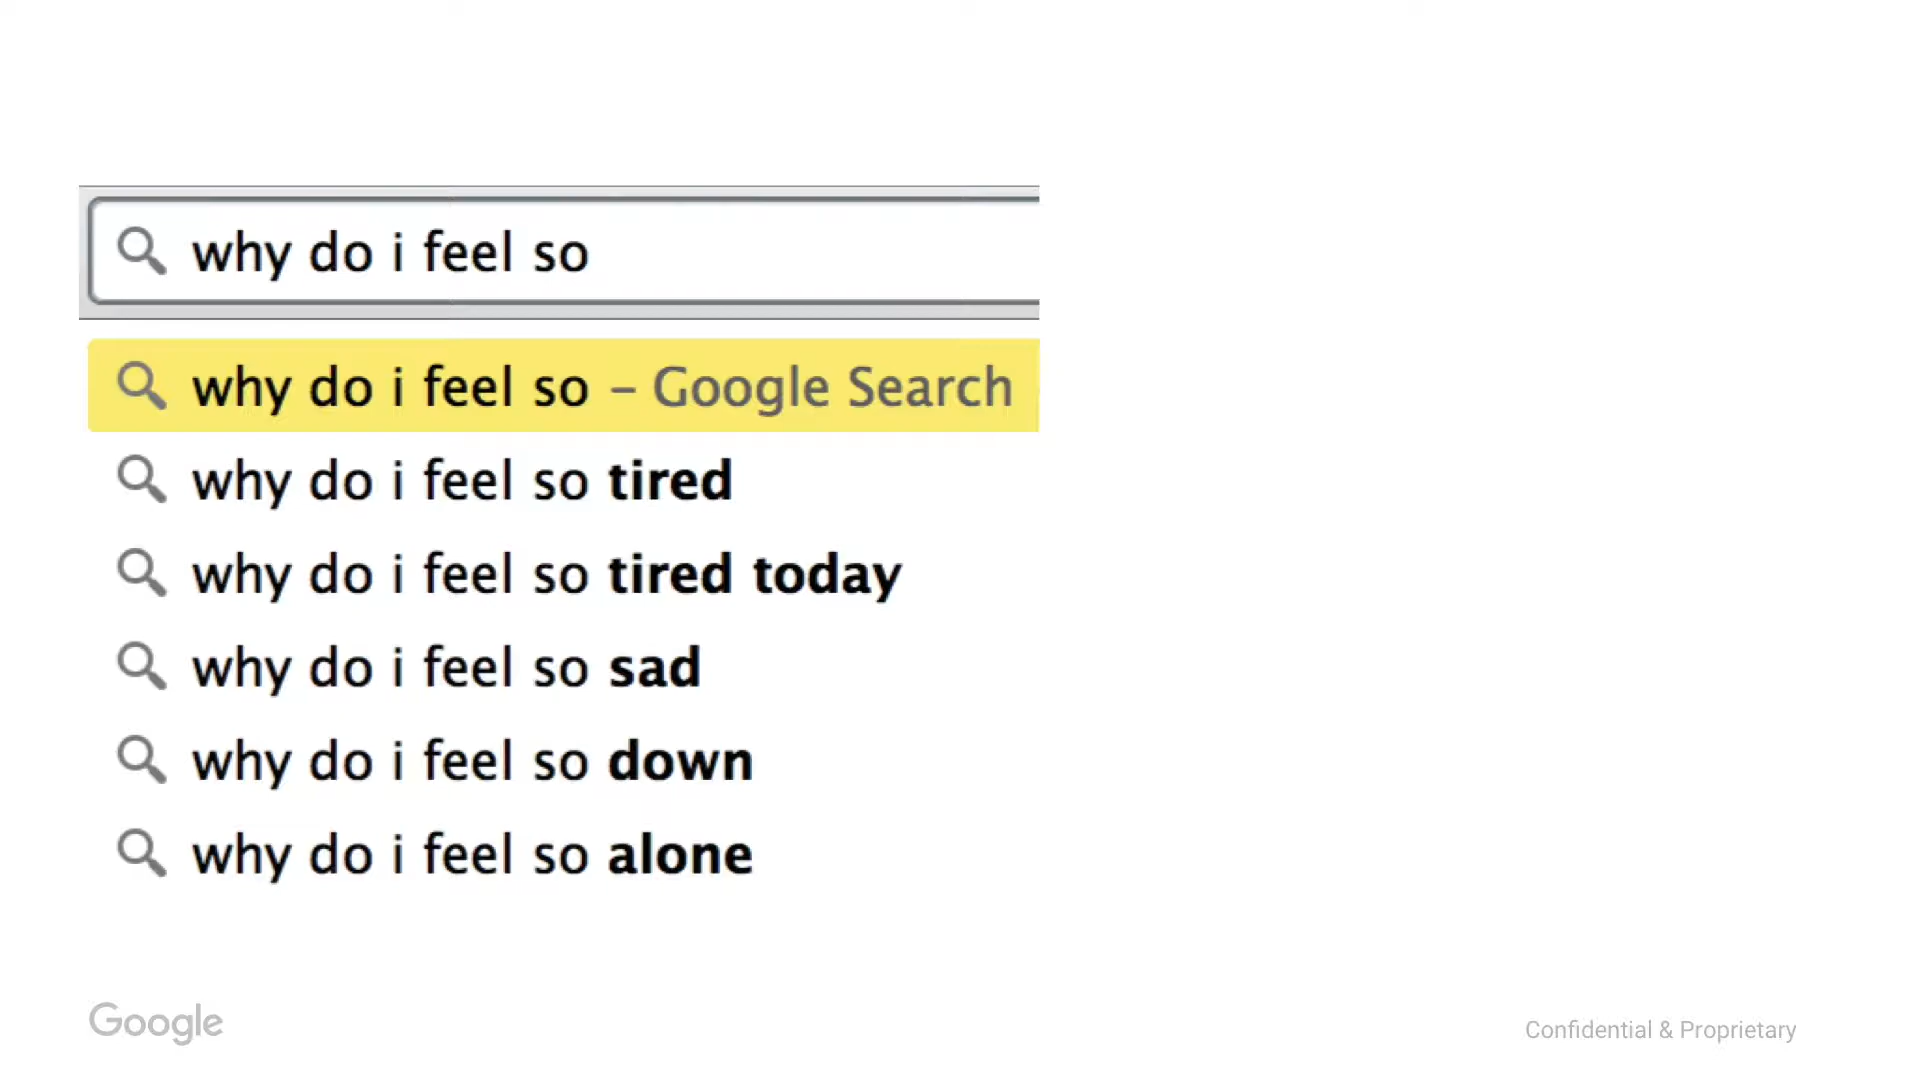 why do i feel so
why do i feel so – Google Search
why do i feel so tired
why do i feel so tired today
why do i feel so sad
why do i feel so down
why do i feel so alone
Google
Confidential & Proprietary